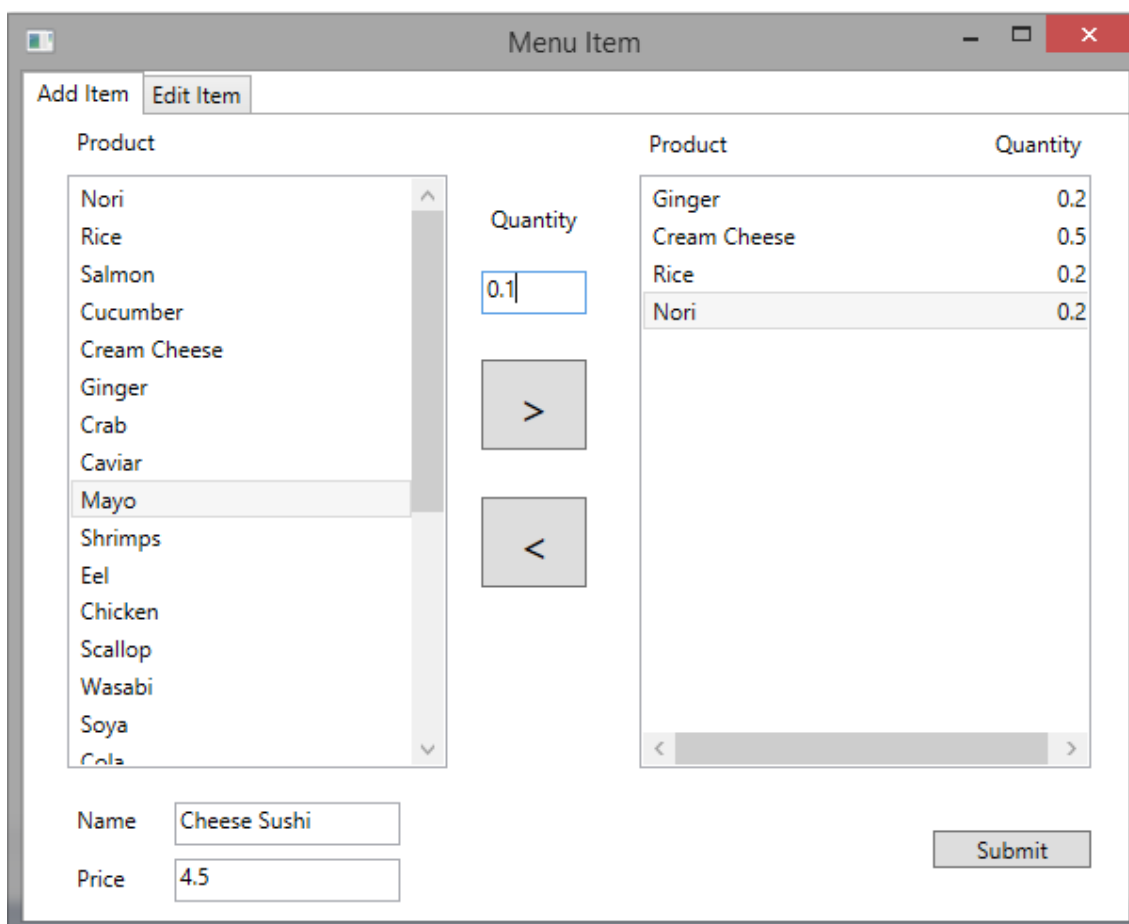 Menu Item
Add Item Edit Item
Product
Nori
Rice
Salmon
Cucumber
Cream Cheese
Ginger
Crab
Caviar
Mayo
Shrimps
Eel
Chicken
Scallop
Wasabi
Soya
Cola
Quantity
0.1
>
<
Product Quantity
Ginger 0.2
Cream Cheese 0.5
Rice 0.2
Nori 0.2
Name Cheese Sushi
Price 4.5
Submit